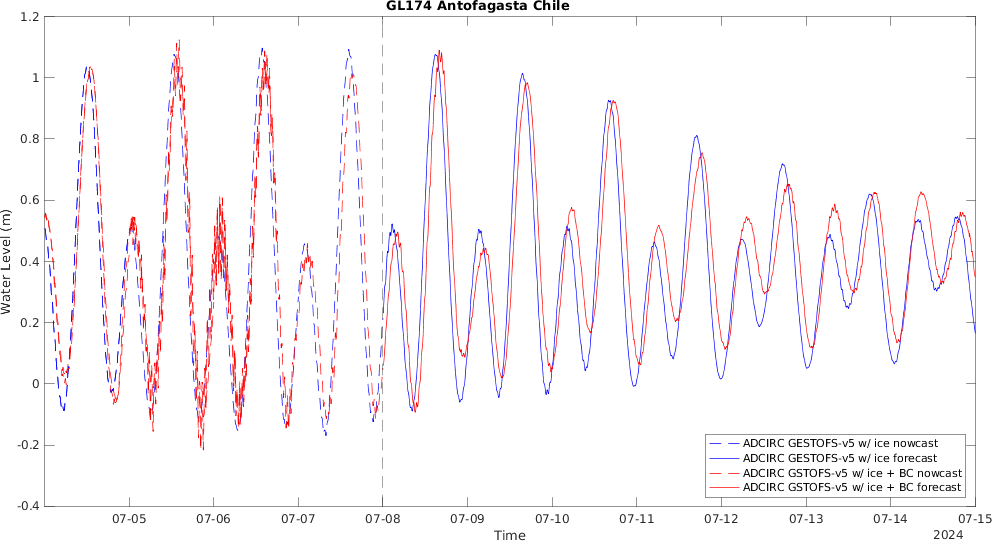 GL174 Antofagasta Chile
1.2
1
0.8
0.6
0.4
0.2
0
-0.2
-0.4
Water Level (m)
07-05 07-06 07-07 07-08 07-09 07-10 07-11 07-12 07-13 07-14 07-15
Time
2024
ADCIRC GESTOFS-v5 w/ ice nowcast
ADCIRC GESTOFS-v5 w/ ice forecast
ADCIRC GSTOFS-v5 w/ ice + BC nowcast
ADCIRC GSTOFS-v5 w/ ice + BC forecast